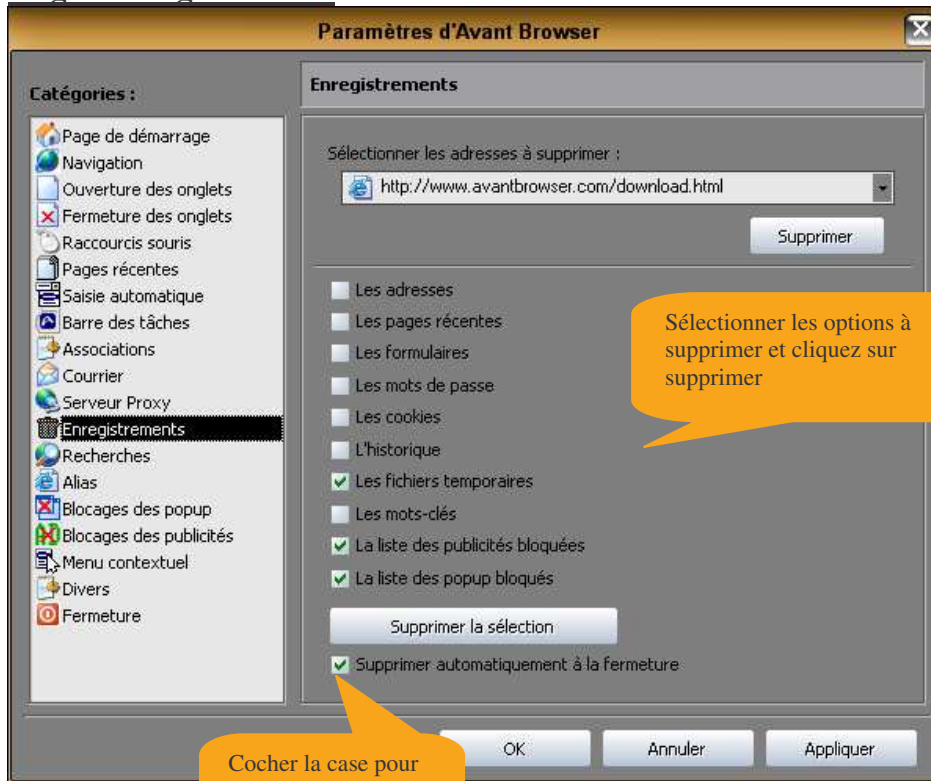 Paramètres d'Avant Browser
Catégories :
Page de démarrage
Navigation
Ouverture des onglets
Fermeture des onglets
Raccourcis souris
Pages récentes
Saisie automatique
Barre des tâches
Associations
Courrier
Serveur Proxy
Enregistrements
Recherches
Alias
Blocages des popup
Blocages des publicités
Menu contextuel
Divers
Fermeture
Enregistrements
Sélectionner les adresses à supprimer :
http://www.avantbrowser.com/download.html
Supprimer
Les adresses
Les pages récentes
Les formulaires
Les mots de passe
Les cookies
L'historique
Les fichiers temporaires
Les mots-clés
La liste des publicités bloquées
La liste des popup bloqués
Sélectionner les options à
supprimer et cliquez sur
supprimer
Supprimer la sélection
Supprimer automatiquement à la fermeture
Cocher la case pour
OK
Annuler
Appliquer